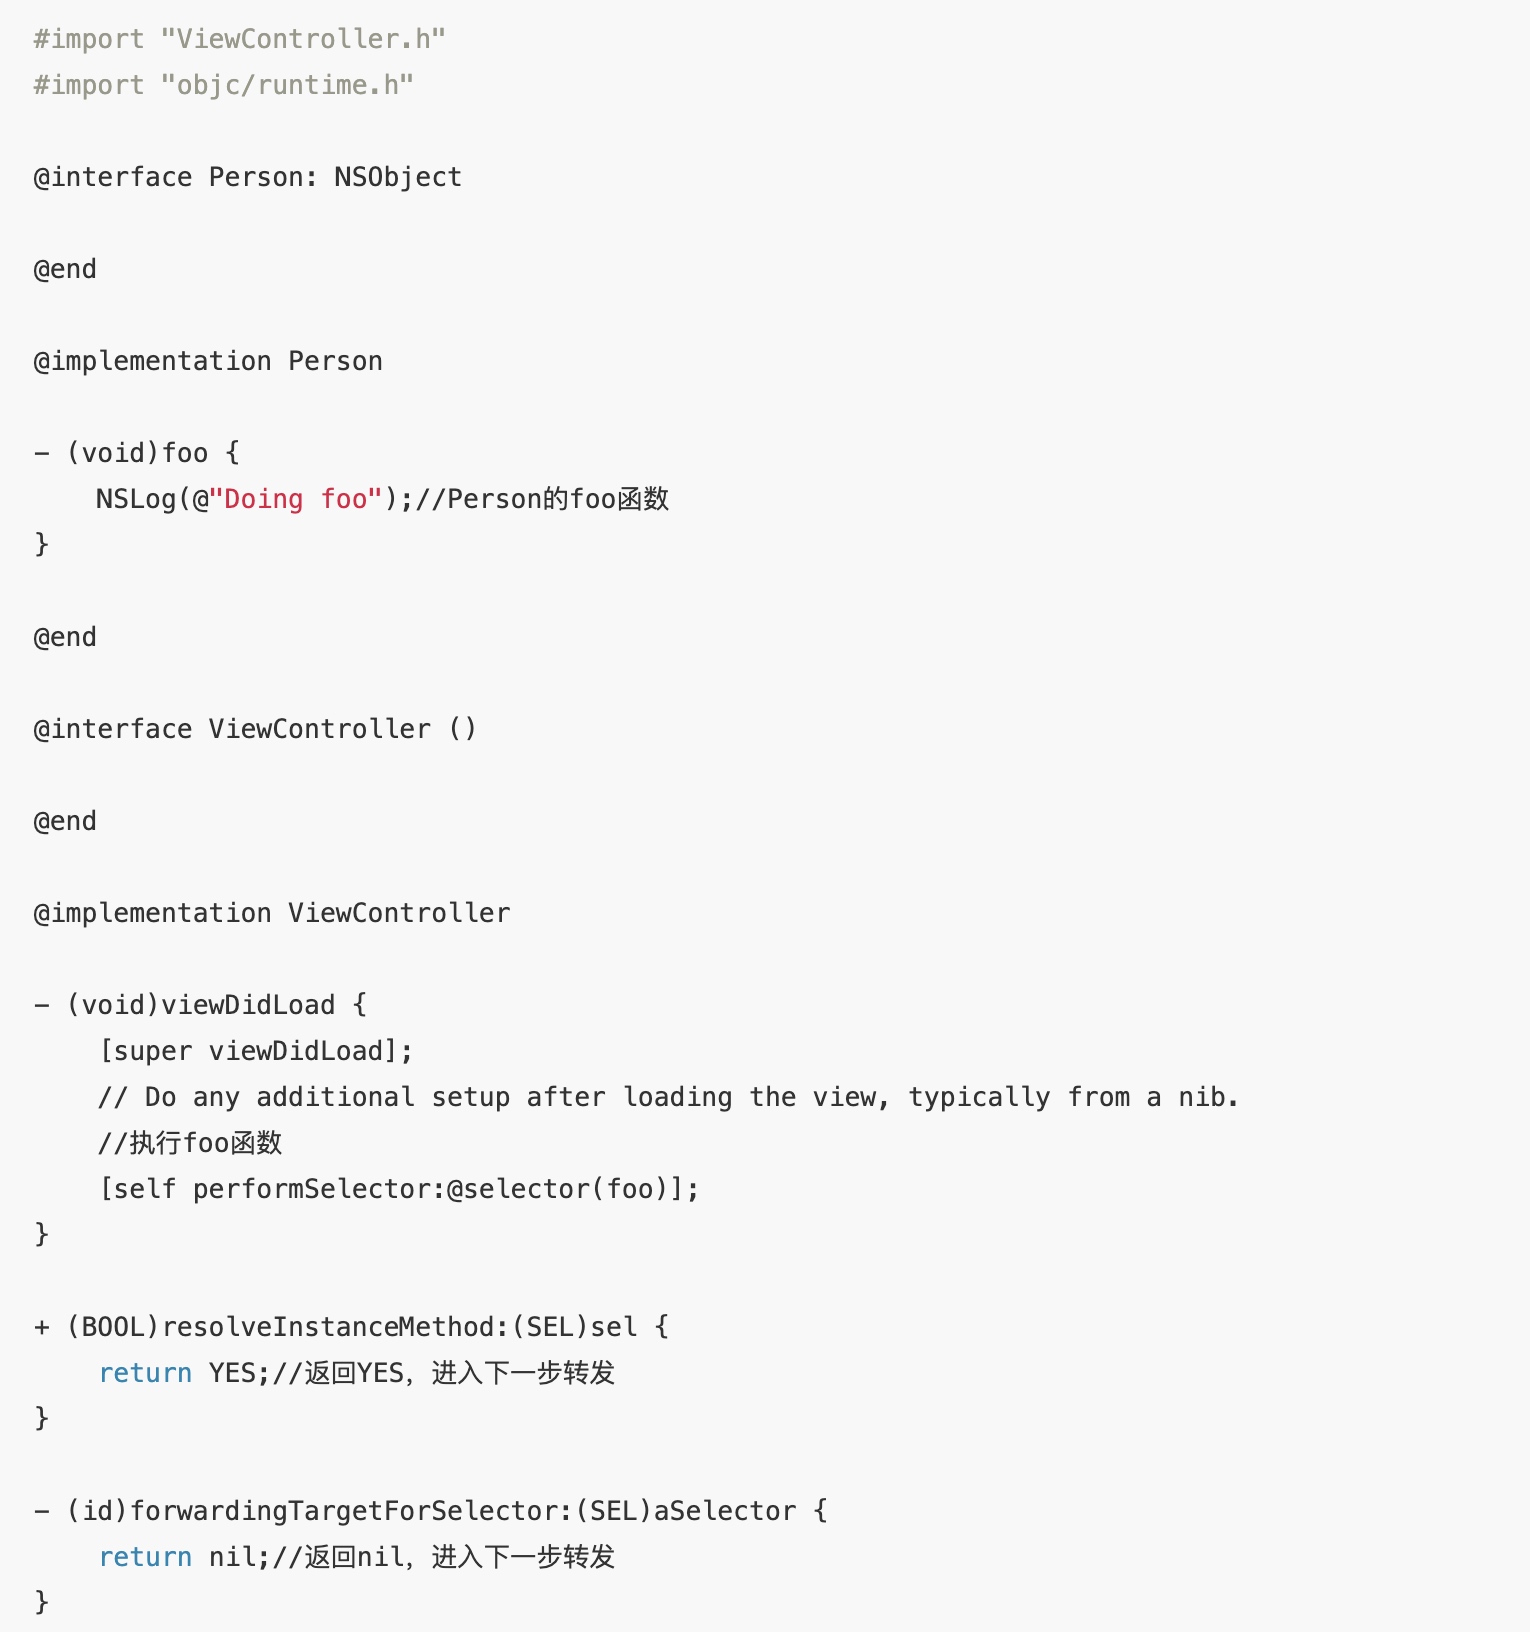 #import "ViewController.h"
#import "objc/runtime.h"
@interface Person: NSObject
@end
@implementation Person
- (void)foo {
    NSLog(@"Doing foo");//Person的foo函数
}
@end
@interface ViewController ()
@end
@implementation ViewController
- (void)viewDidLoad {
    [super viewDidLoad];
    // Do any additional setup after loading the view, typically from a nib.
    //执行foo函数
    [self performSelector:@selector(foo)];
}
+ (BOOL)resolveInstanceMethod:(SEL)sel {
    return YES;//返回YES，进入下一步转发
}
- (id)forwardingTargetForSelector:(SEL)aSelector {
    return nil;//返回nil，进入下一步转发
}